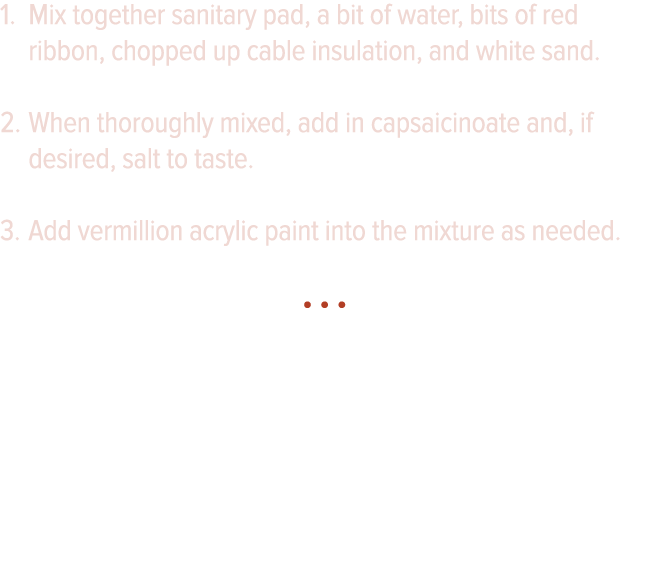 1. Mix together sanitary pad, a bit of water, bits of red
ribbon, chopped up cable insulation, and white sand.
2. When thoroughly mixed, add in capsaicinoate and, if
desired, salt to taste.
3. Add vermillion acrylic paint into the mixture as needed.
• • •